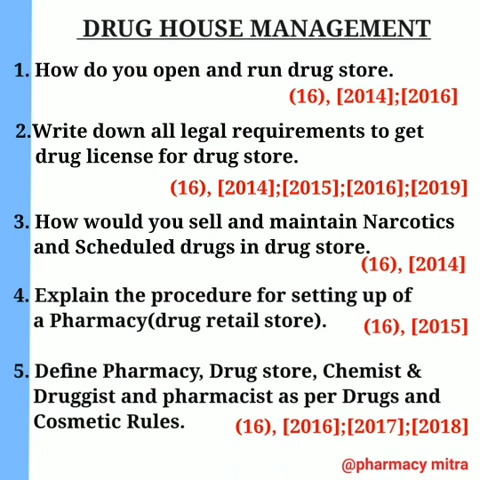 DRUG HOUSE MANAGEMENT
1. How do you open and run drug store.
(16), [2014];[2016]
2.Write down all legal requirements to get
drug license for drug store.
(16), [2014];[2015];[2016];[2019]
3. How would you sell and maintain Narcotics
and Scheduled drugs in drug store.
(16), [2014]
4. Explain the procedure for setting up of
a Pharmacy(drug retail store).
(16), [2015]
5. Define Pharmacy, Drug store, Chemist &
Druggist and pharmacist as per Drugs and
Cosmetic Rules.
(16), [2016];[2017];[2018]
@pharmacy mitra